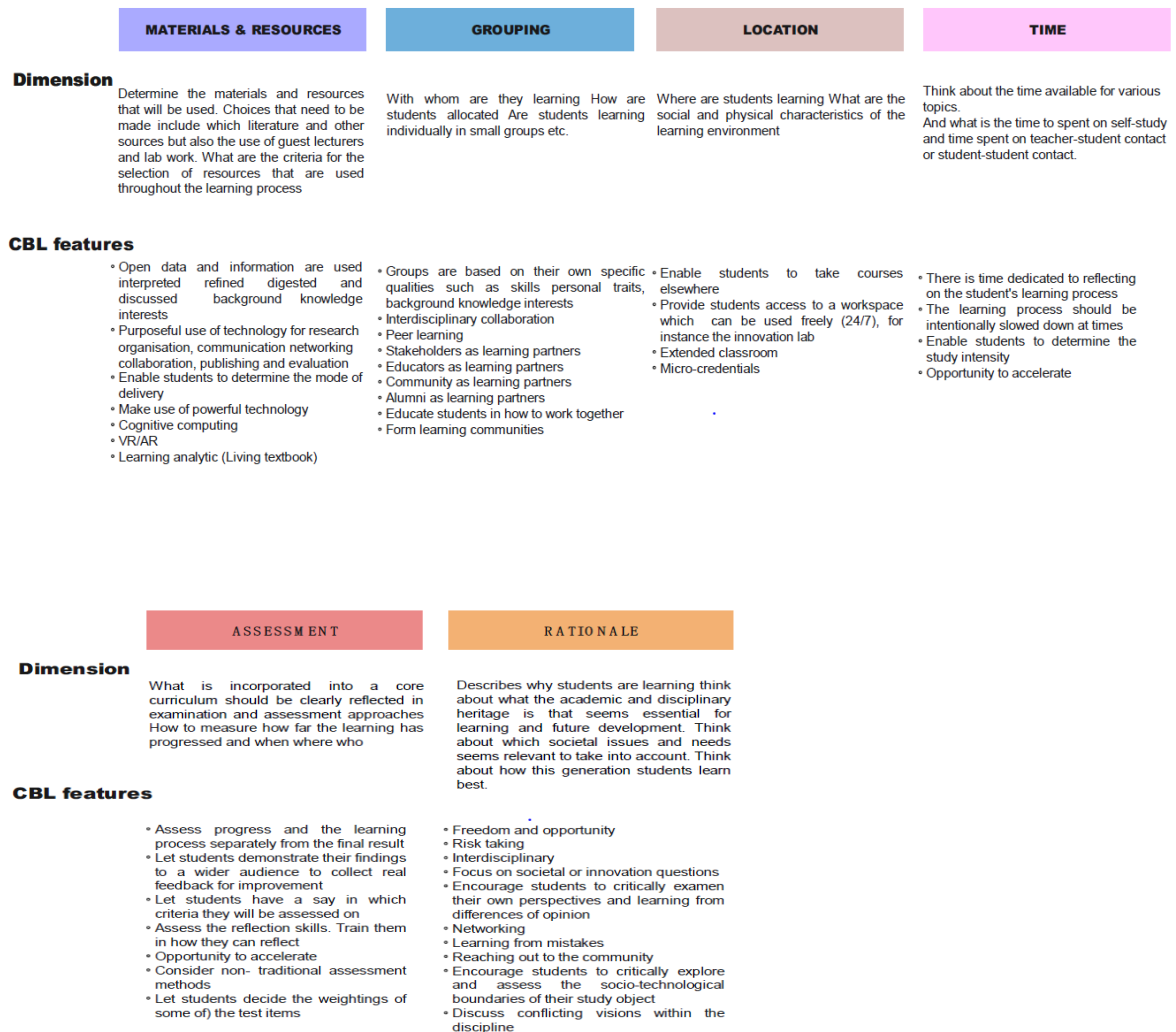 MATERIALS & RESOURCES
GROUPING
LOCATION
TIME
Dimension
Determine the materials and resources
that will be used. Choices that need to be
made include which literature and other
sources but also the use of guest lecturers
and lab work. What are the criteria for the
selection of resources that are used
throughout the learning process
With whom are they learning How are
students allocated Are students learning
individually in small groups etc.
Where are students learning What are the
social and physical characteristics of the
learning environment
Think about the time available for various
topics.
And what is the time to spent on self-study
and time spent on teacher-student contact
or student-student contact.
CBL features
° Open data and information are used
interpreted refined digested and
discussed background knowledge
interests
° Purposeful use of technology for research
organisation, communication networking
collaboration, publishing and evaluation
° Enable students to determine the mode of
delivery
° Make use of powerful technology
° Cognitive computing
° VR/AR
° Learning analytic (Living textbook)
° Groups are based on their own specific
qualities such as skills personal traits,
background knowledge interests
° Interdisciplinary collaboration
° Peer learning
° Stakeholders as learning partners
° Educators as learning partners
° Community as learning partners
° Alumni as learning partners
° Educate students in how to work together
° Form learning communities
° Enable students to take courses
elsewhere
° Provide students access to a workspace
which can be used freely (24/7), for
instance the innovation lab
° Extended classroom
° Micro-credentials
° There is time dedicated to reflecting
on the student's learning process
° The learning process should be
intentionally slowed down at times
° Enable students to determine the
study intensity
° Opportunity to accelerate
ASSESSMENT
RATIONALE
Dimension
What is incorporated into a core
curriculum should be clearly reflected in
examination and assessment approaches
How to measure how far the learning has
progressed and when where who
Describes why students are learning think
about what the academic and disciplinary
heritage is that seems essential for
learning and future development. Think
about which societal issues and needs
seems relevant to take into account. Think
about how this generation students learn
best.
CBL features
° Assess progress and the learning
process separately from the final result
° Let students demonstrate their findings
to a wider audience to collect real
feedback for improvement
° Let students have a say in which
criteria they will be assessed on
° Assess the reflection skills. Train them
in how they can reflect
° Opportunity to accelerate
° Consider non- traditional assessment
methods
° Let students decide the weightings of
some of) the test items
° Freedom and opportunity
° Risk taking
° Interdisciplinary
° Focus on societal or innovation questions
° Encourage students to critically examen
their own perspectives and learning from
differences of opinion
° Networking
° Learning from mistakes
° Reaching out to the community
° Encourage students to critically explore
and assess the socio-technological
boundaries of their study object
° Discuss conflicting visions within the
discipline